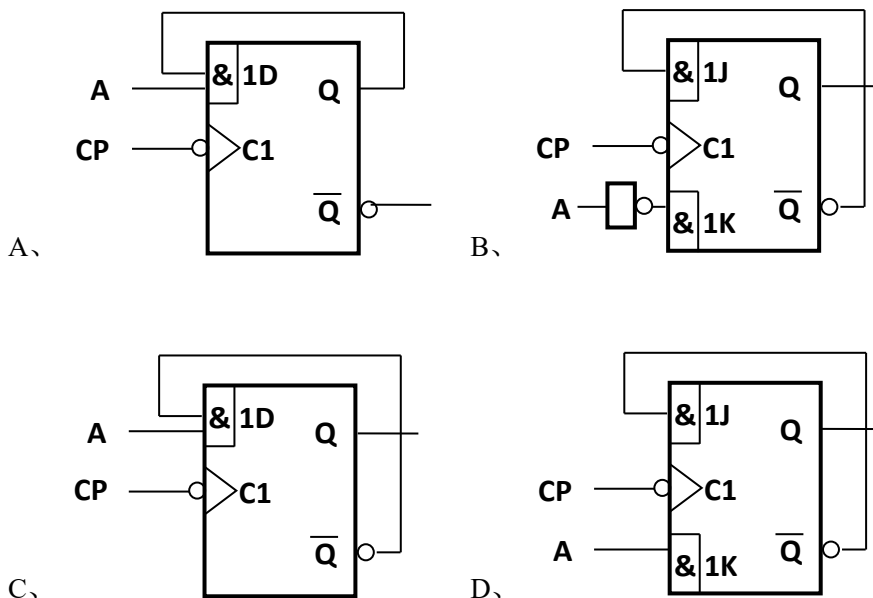 & 1D Q
A
CP C1
Q
A、
& 1J Q
CP C1
A & 1K Q
B、
& 1D Q
A
CP C1
Q
C、
& 1J Q
CP C1
A & 1K Q
D、